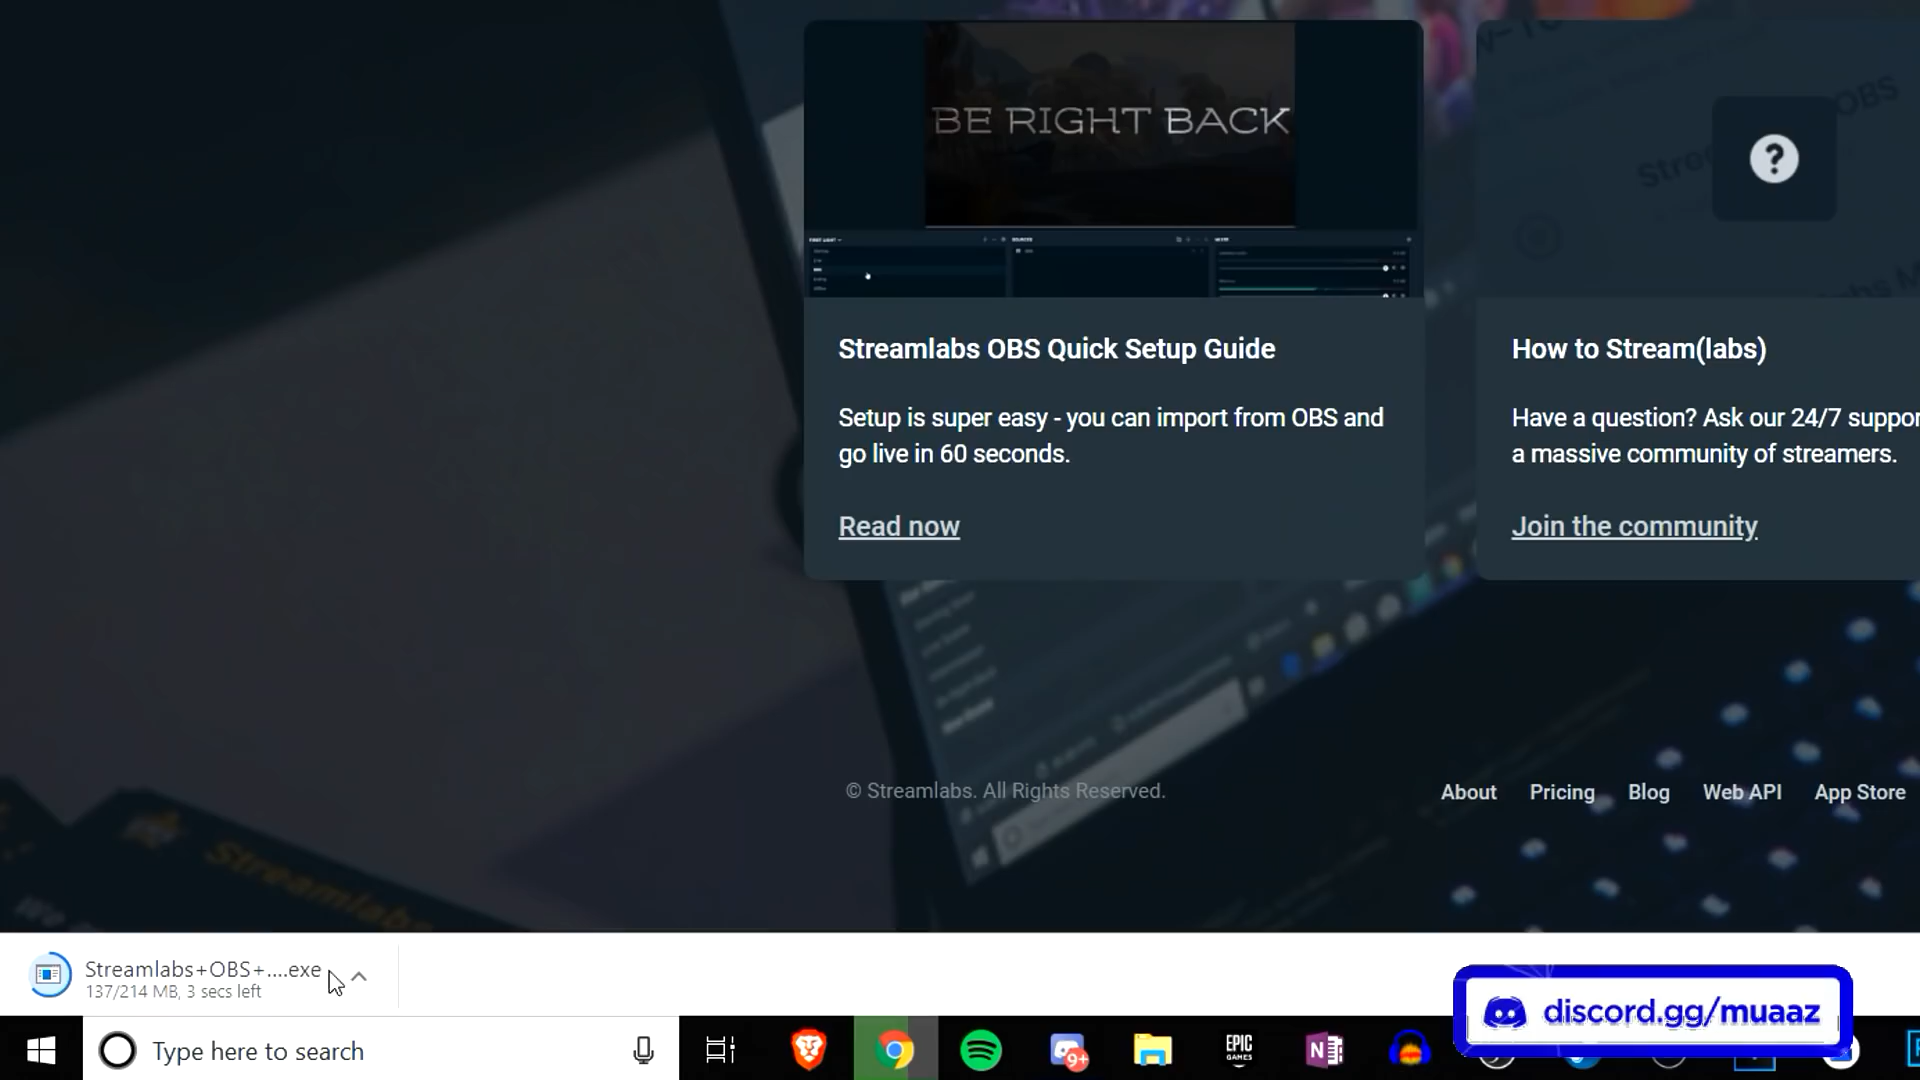 BE RIGHT BACK
Streamlabs OBS Quick Setup Guide
Setup is super easy - you can import from OBS and
go live in 60 seconds.
Read now
How to Stream(labs)
Have a question? Ask our 24/7 suppor
a massive community of streamers.
Join the community
© Streamlabs. All Rights Reserved.
About Pricing Blog Web API App Store
Streamlabs
Streamlabs+OBS+....exe
137/214 MB, 3 secs left
discord.gg/muaaz
Type here to search
9+
EPIC
GAMES
N